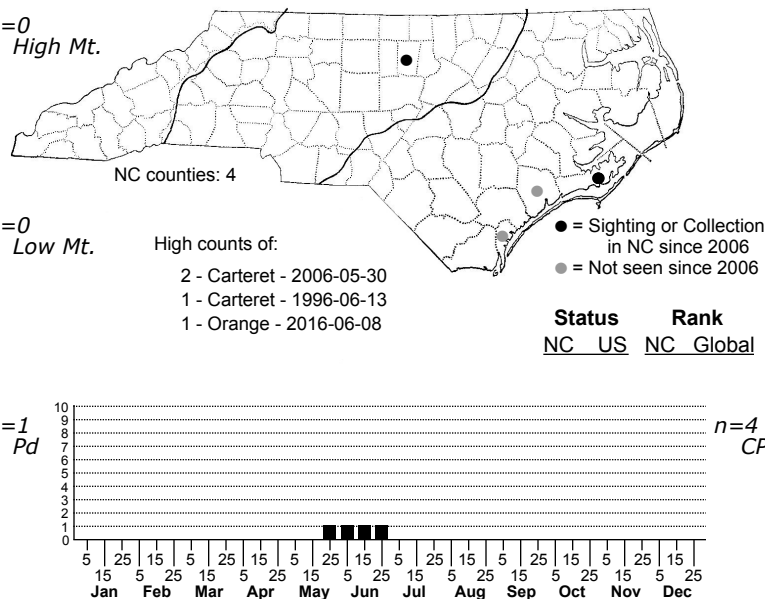 =0
High Mt.
NC counties: 4
=0
Low Mt.
High counts of:
2 - Carteret - 2006-05-30
1 - Carteret - 1996-06-13
1 - Orange - 2016-06-08
● = Sighting or Collection
in NC since 2006
● = Not seen since 2006
Status Rank
NC US NC Global
=1
Pd
n=4
CP
10
9
8
7
6
5
4
3
2
1
0
5 25 15 5 25 15 5 25 15 5 25 15 5 25 15 5 25 15 5 25 15 5 25 15
15 5 25 15 5 25 15 5 25 15 5 25 15 5 25 15 5 25 15 5 25
Jan Feb Mar Apr May Jun Jul Aug Sep Oct Nov Dec